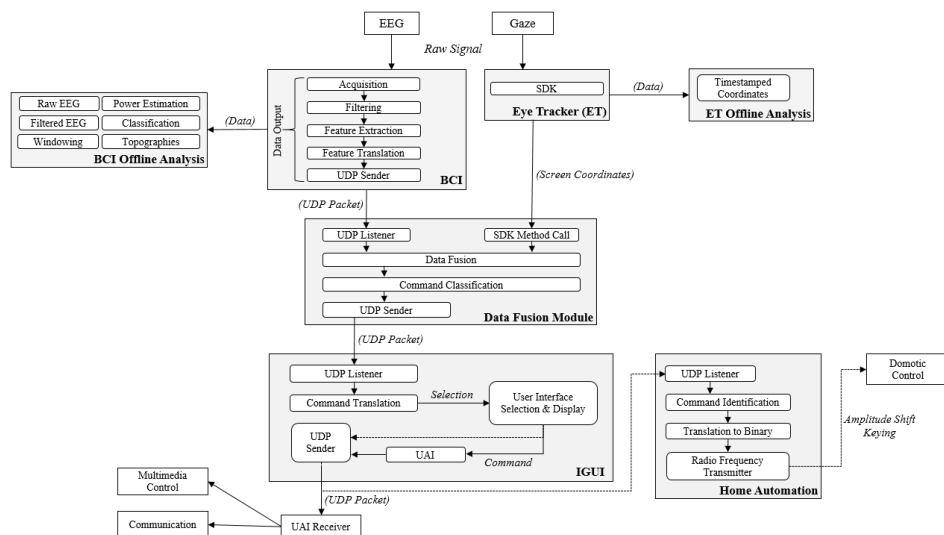 EEG
Gaze
Raw Signal
Acquisition
Filtering
Feature Extraction
Feature Translation
UDP Sender
Data Output
BCI
SDK
Eye Tracker (ET)
(Data)
Timestamped
Coordinates
ET Offline Analysis
(Data)
Raw EEG
Power Estimation
Filtered EEG
Classification
Windowing
Topographies
BCI Offline Analysis
(UDP Packet)
(Screen Coordinates)
UDP Listener
SDK Method Call
Data Fusion
Command Classification
UDP Sender
Data Fusion Module
(UDP Packet)
UDP Listener
Command Translation
Selection
User Interface
Selection & Display
UDP
Sender
UAI
Command
IGUI
UDP Listener
Command Identification
Translation to Binary
Radio Frequency
Transmitter
Home Automation
Domotic
Control
Amplitude Shift
Keying
(UDP Packet)
Multimedia
Control
Communication
UAI Receiver